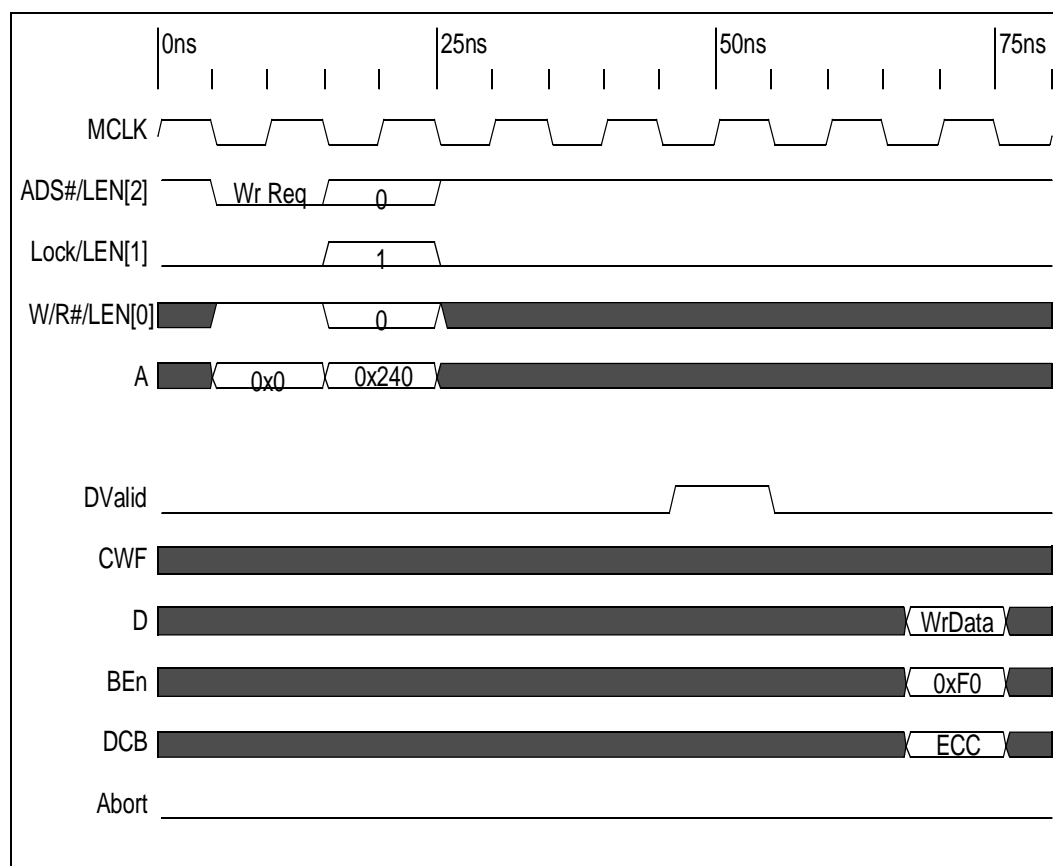 0ns 25ns 50ns 75ns
MCLK
ADS#/LEN[2] Wr Req 0
Lock/LEN[1] 1
W/R#/LEN[0] 0
A 0x0 0x240
DValid
CWF
D WrData
BEn 0xF0
DCB ECC
Abort